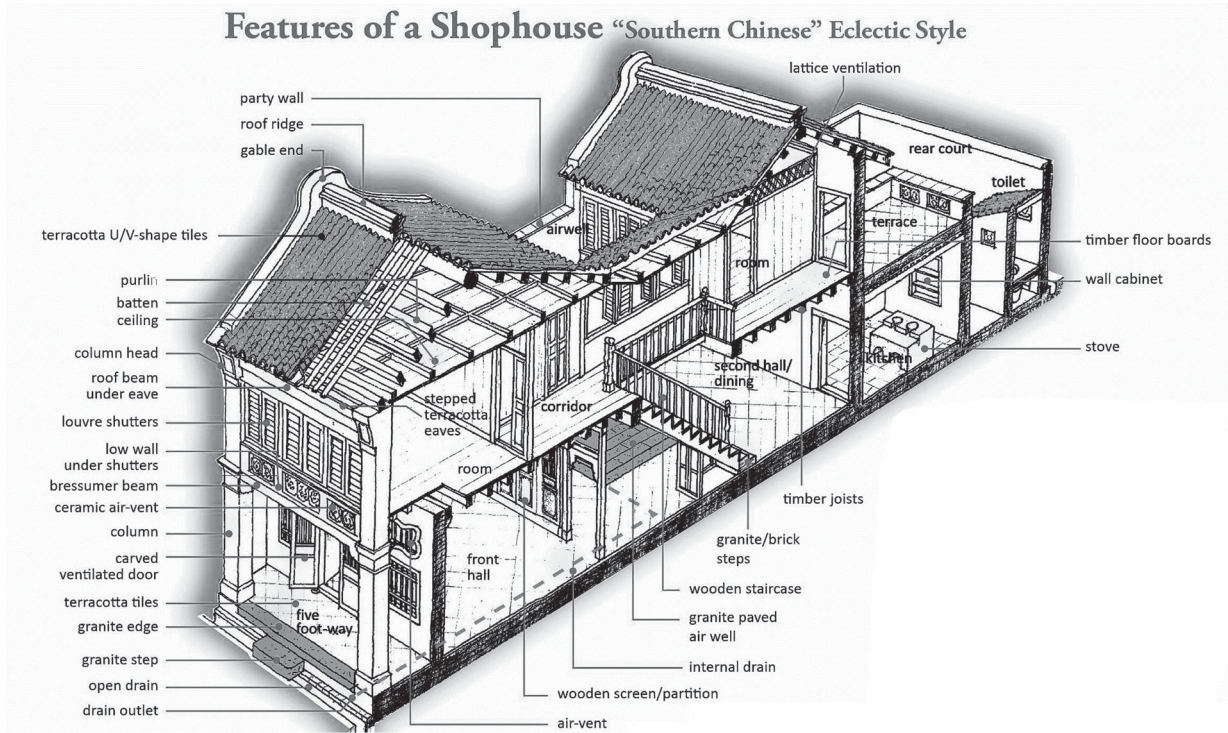 Features of a Shophouse “Southern Chinese” Eclectic Style
lattice ventilation
party wall
roof ridge
gable end
terracotta U/V-shape tiles
purlin
batten
ceiling
column head
roof beam
under eave
louvre shutters
low wall
under shutters
bressumer beam
ceramic air-vent
column
carved
ventilated door
terracotta tiles
granite edge
granite step
open drain
drain outlet
rear court
toilet
terrace
airwell
room
timber floor boards
wall cabinet
stove
kitchen
second hall/
dining
stepped
terracotta
eaves
corridor
room
front
hall
five
foot-way
timber joists
granite/brick
steps
wooden staircase
granite paved
air well
internal drain
wooden screen/partition
air-vent